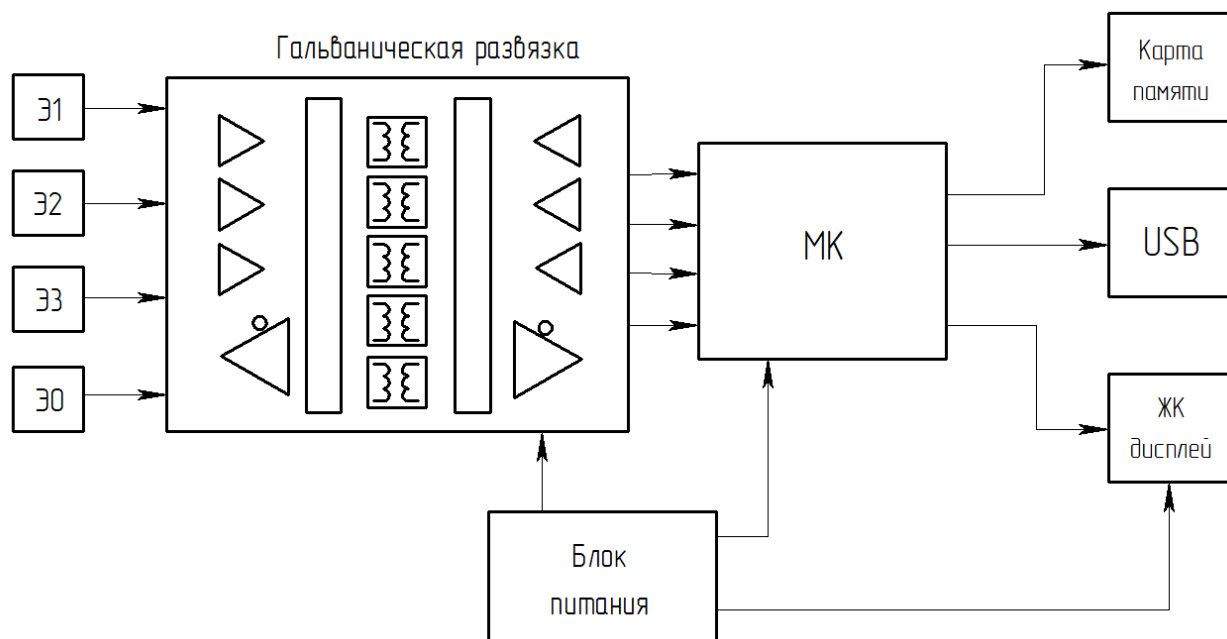 Гальваническая развязка
Э1
Э2
Э3
Э0
МК
Карта
памяти
USB
ЖК
дисплей
Блок
питания